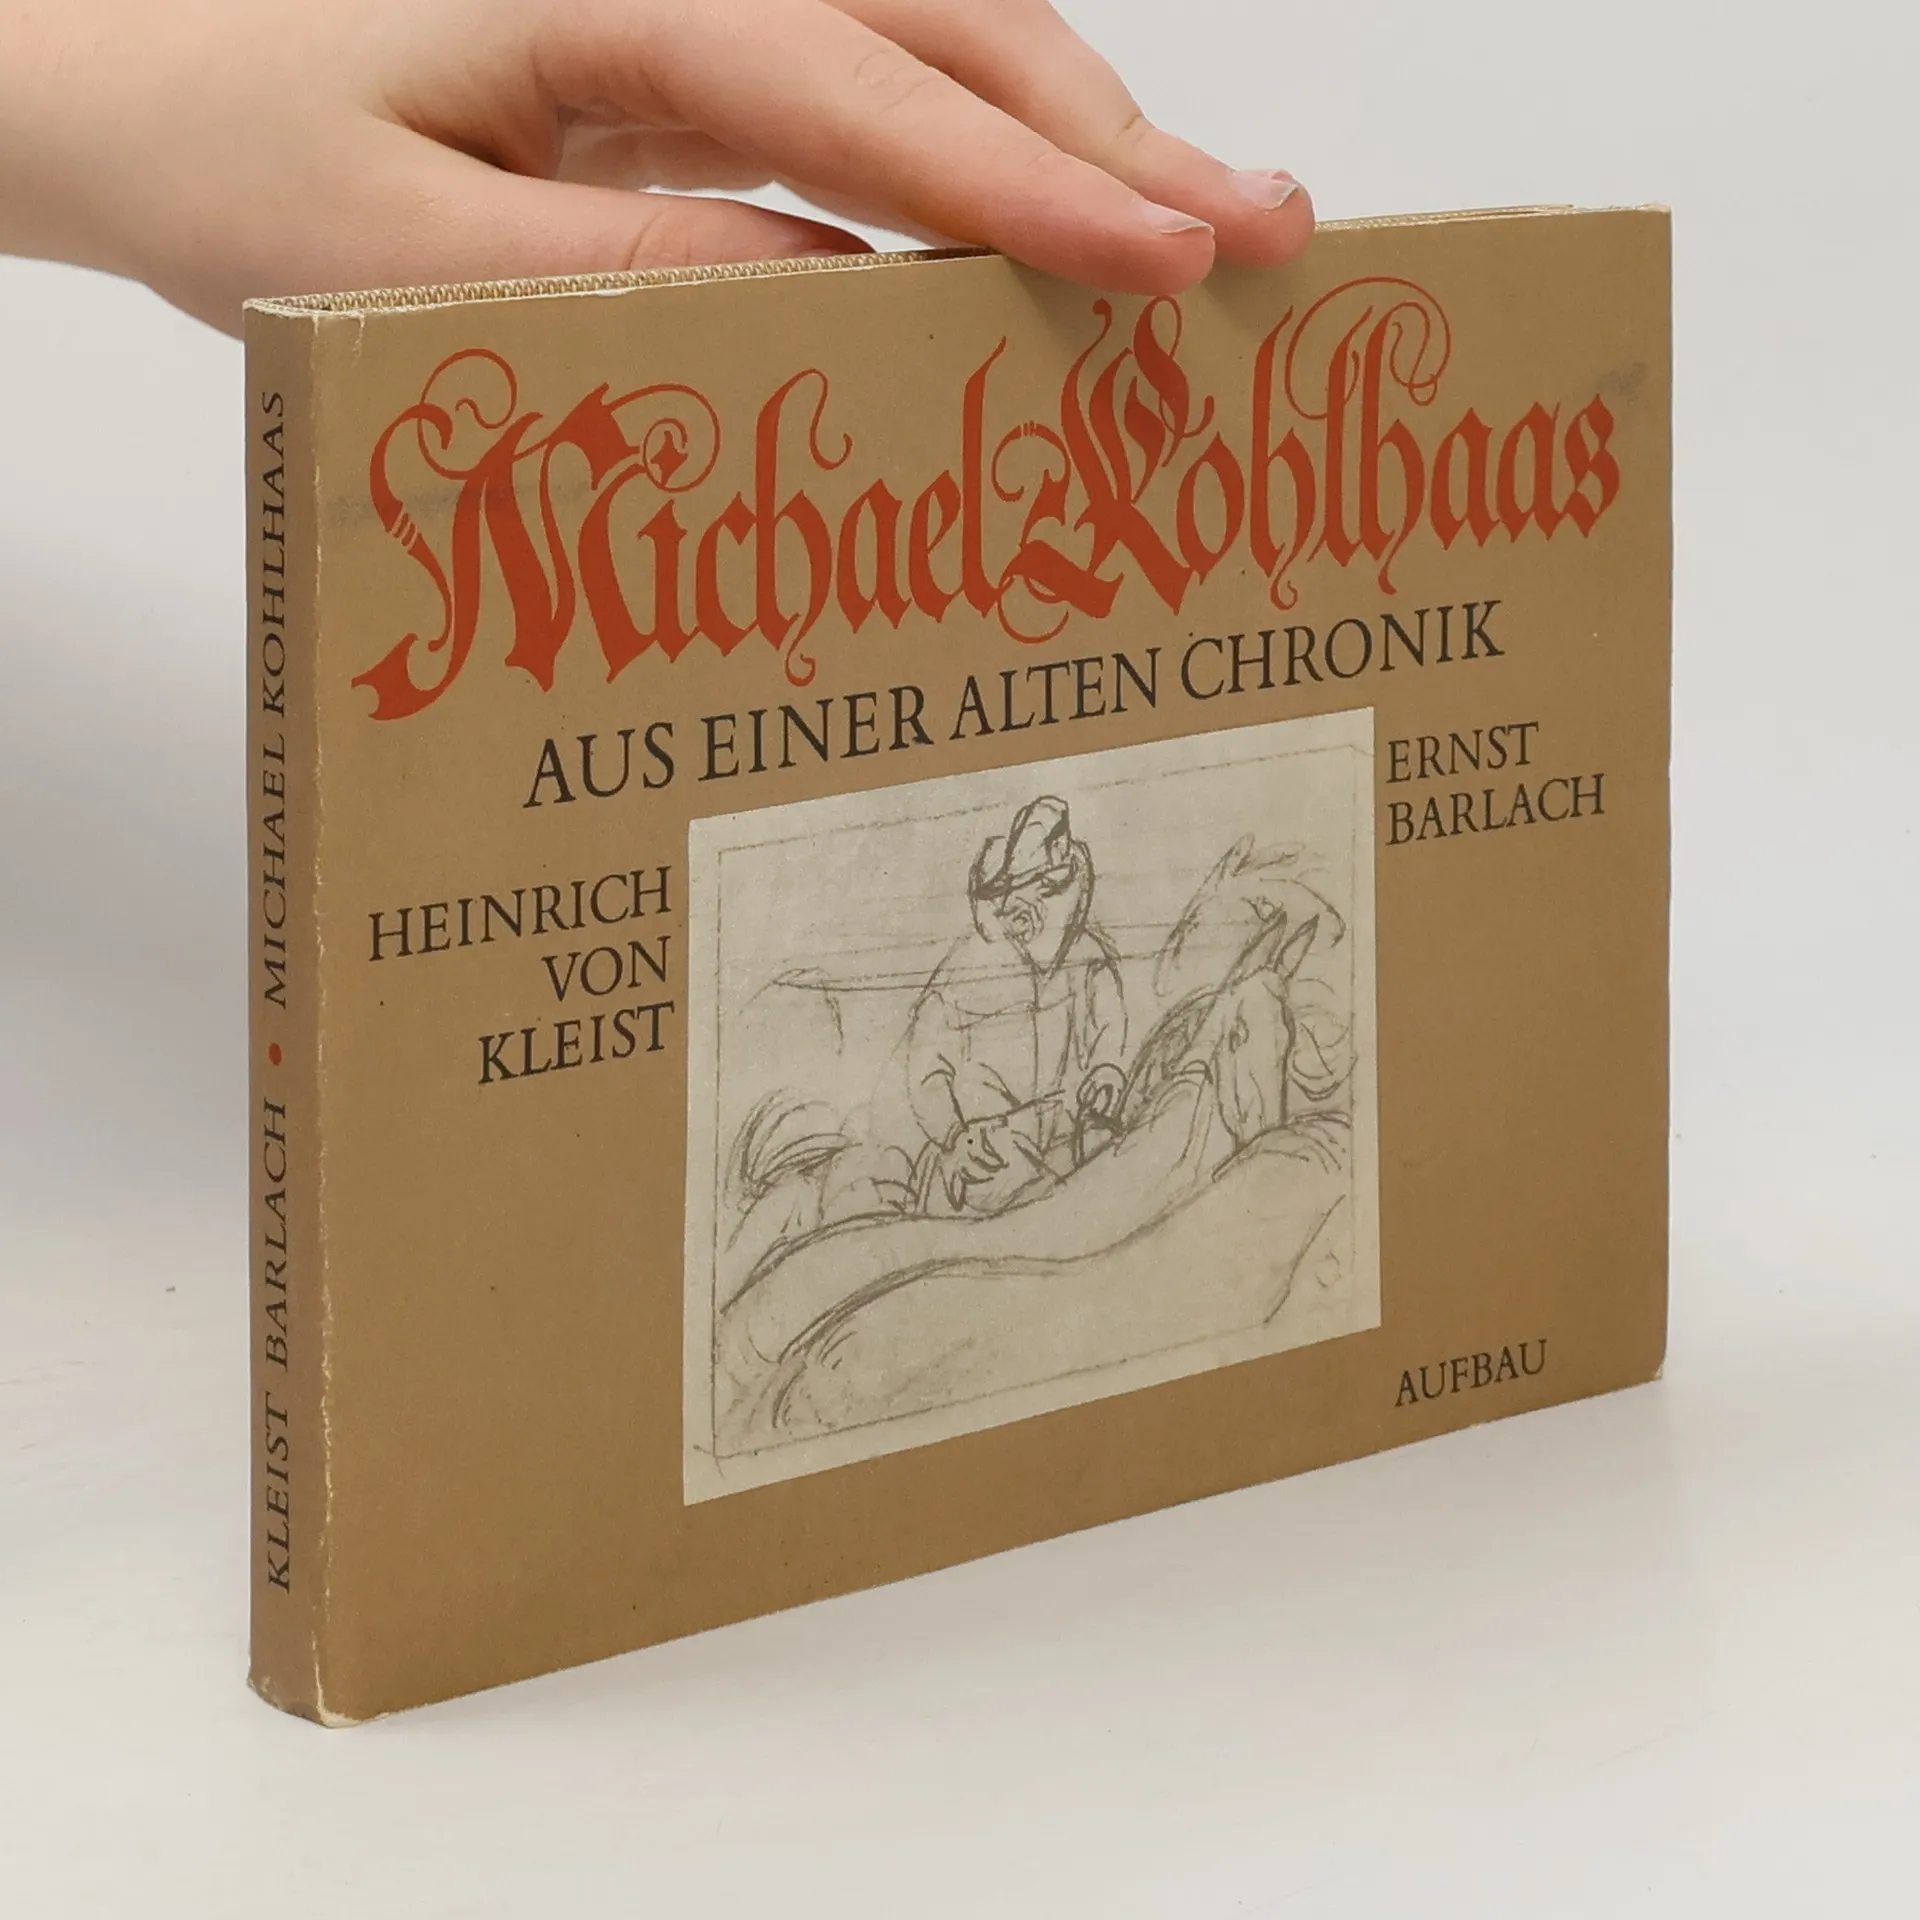 KLEIST BARLACH • MICHAEL KOHLHAAS
Michael Kohlhaas
AUS EINER ALTEN CHRONIK
HEINRICH
VON
KLEIST
ERNST
BARLACH
AUFBAU